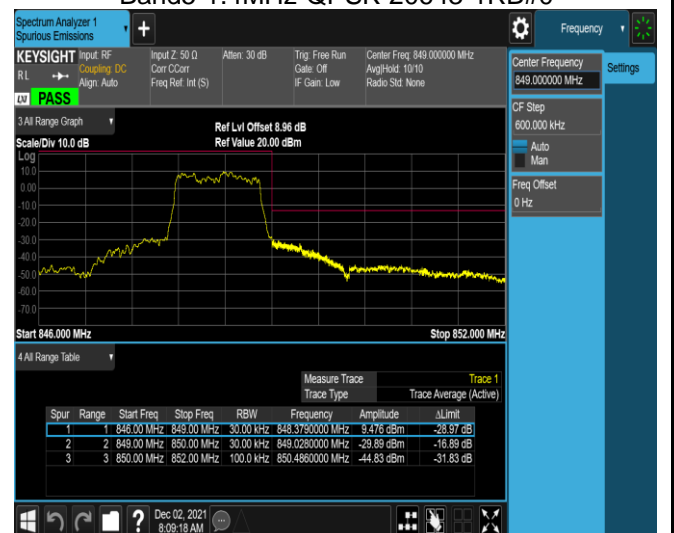 Spectrum Analyzer 1
Spurious Emissions
Frequency
KEYSIGHT Input: RF Input Z: 50 Ω Atten: 30 dB Trig: Free Run Center Freq: 849.000000 MHz
RL Coupling: DC Corr CCorr Gate: Off Avg|Hold: 10/10
Align: Auto Freq Ref: Int (S) IF Gain: Low Radio Std: None
LXI PASS
Center Frequency
849.000000 MHz
Settings
CF Step
600.000 kHz
Auto
Man
Freq Offset
0 Hz
3 All Range Graph
Ref Lvl Offset 8.96 dB
Scale/Div 10.0 dB Ref Value 20.00 dBm
Log
10.0
0.00
-10.0
-20.0
-30.0
-40.0
-50.0
-60.0
-70.0
Start 846.000 MHz Stop 852.000 MHz
4 All Range Table
Measure Trace Trace 1
Trace Type Trace Average (Active)
Spur Range Start Freq Stop Freq RBW Frequency Amplitude ΔLimit
1 1 846.00 MHz 849.00 MHz 30.00 kHz 848.3790000 MHz 9.476 dBm -28.97 dB
2 2 849.00 MHz 850.00 MHz 30.00 kHz 849.0280000 MHz -29.89 dBm -16.89 dB
3 3 850.00 MHz 852.00 MHz 100.0 kHz 850.4860000 MHz -44.83 dBm -31.83 dB
Dec 02, 2021
8:09:18 AM